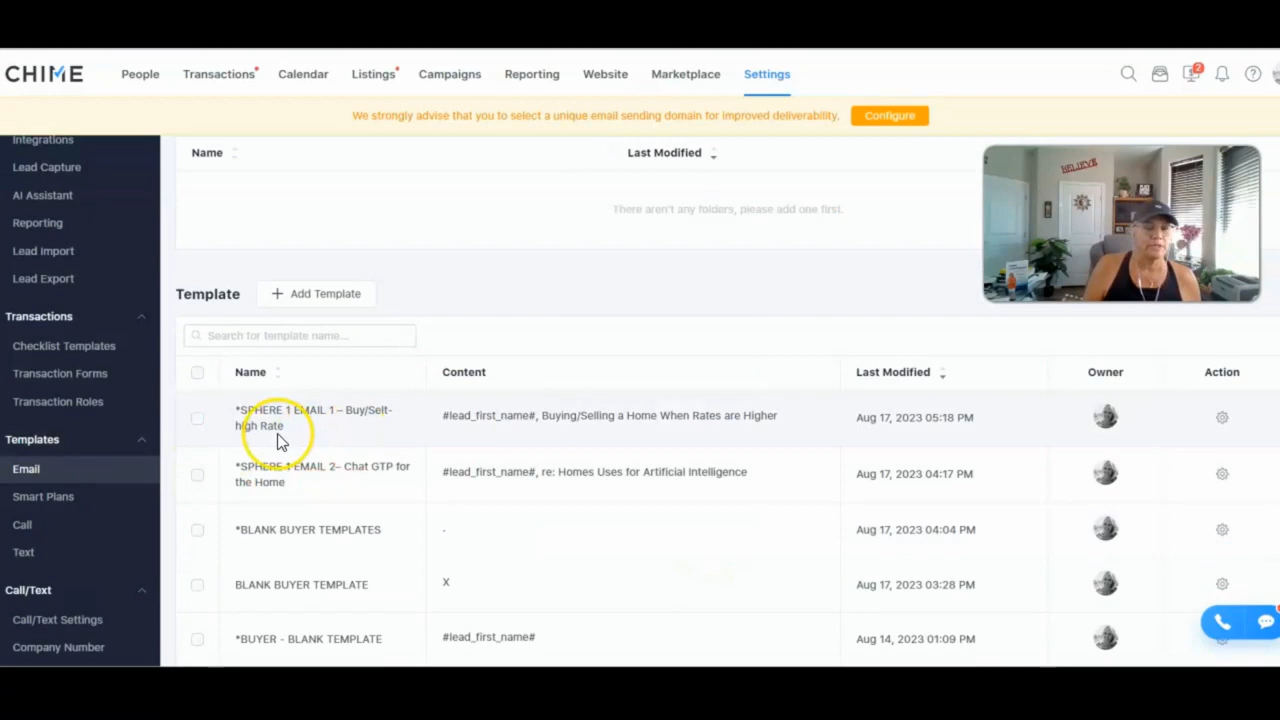 CHIME People Transactions Calendar Listings Campaigns Reporting Website Marketplace Settings 2
We strongly advise that you to select a unique email sending domain for improved deliverability. Configure
Integrations
Lead Capture
AI Assistant
Reporting
Lead Import
Lead Export
Transactions
Checklist Templates
Transaction Forms
Transaction Roles
Templates
Email
Smart Plans
Call
Text
Call/Text
Call/Text Settings
Company Number
Name Last Modified
There aren't any folders, please add one first.
BELIEVE
Template + Add Template
Search for template name...
Name Content Last Modified Owner Action
*SPHERE 1 EMAIL 1 – Buy/Selt-
high Rate
#lead_first_name#, Buying/Selling a Home When Rates are Higher Aug 17, 2023 05:18 PM
*SPHERE 1 EMAIL 2– Chat GTP for
the Home
#lead_first_name#, re: Homes Uses for Artificial Intelligence Aug 17, 2023 04:17 PM
*BLANK BUYER TEMPLATES . Aug 17, 2023 04:04 PM
BLANK BUYER TEMPLATE X Aug 17, 2023 03:28 PM
*BUYER - BLANK TEMPLATE #lead_first_name# Aug 14, 2023 01:09 PM